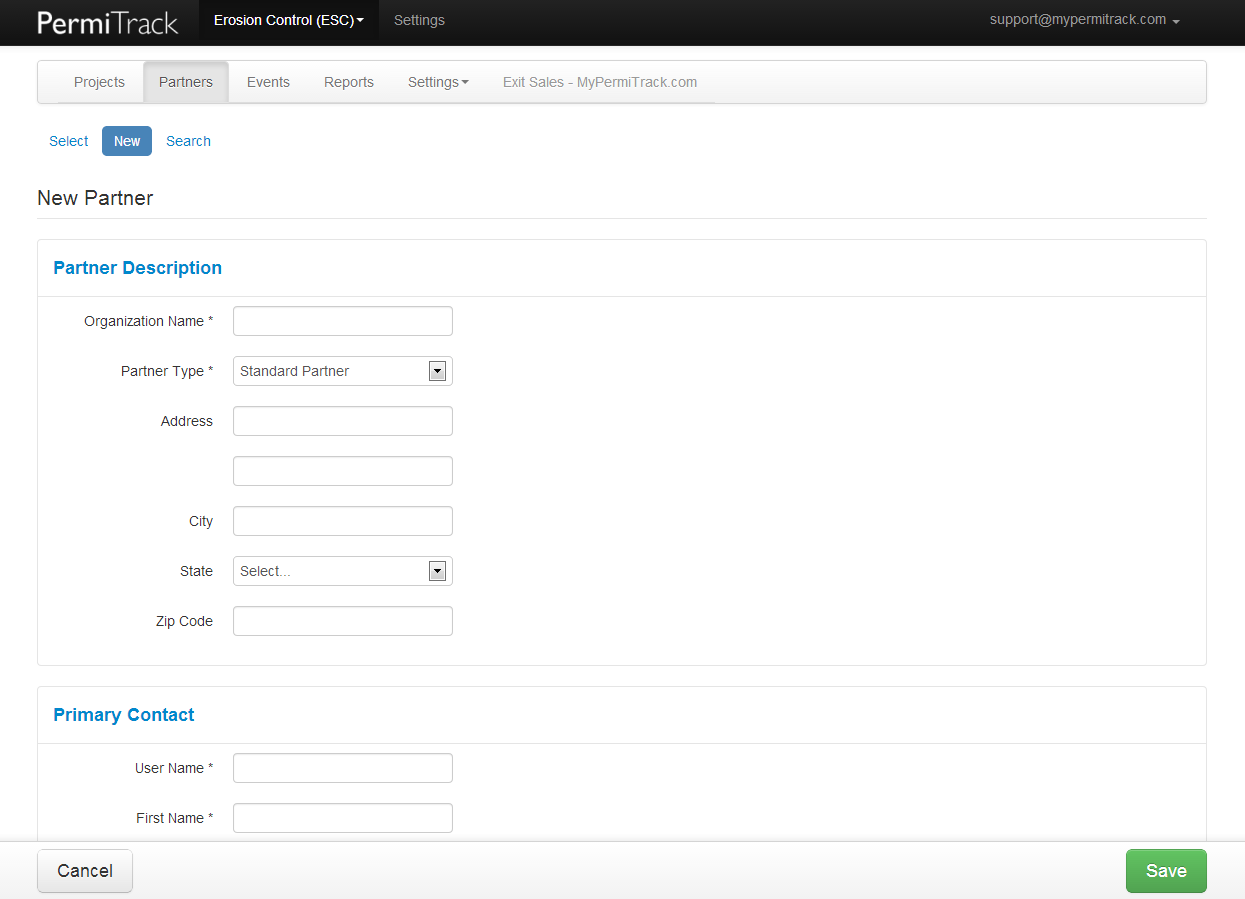 PermiTrack Erosion Control (ESC) Settings support@mypermitrack.com
Projects Partners Events Reports Settings Exit Sales - MyPermiTrack.com
Select New Search
New Partner
Partner Description
Organization Name *
Partner Type * Standard Partner
Address
City
State Select...
Zip Code
Primary Contact
User Name *
First Name *
Cancel Save